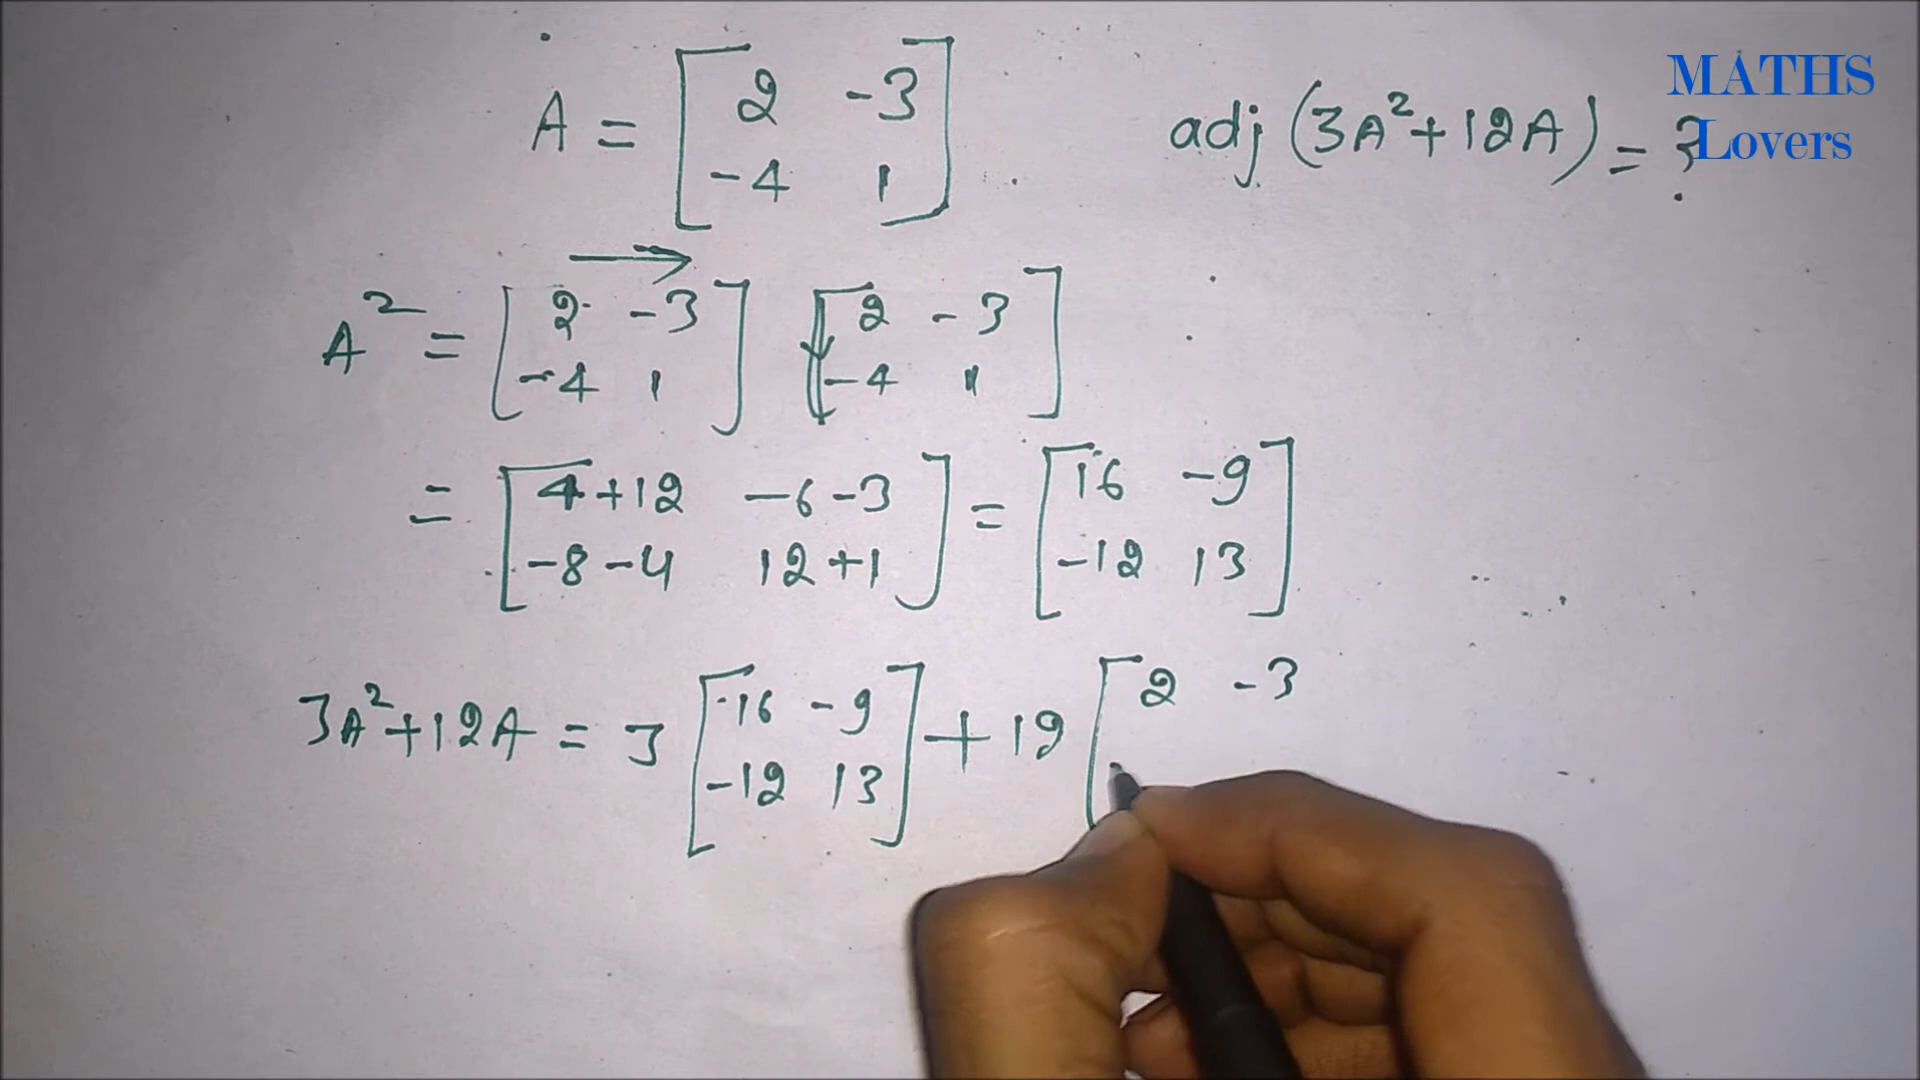 A = [2 -3
-4 1]
adj (3A²+12A) = ?
MATHS
Lovers
A² = [2 -3 -4 1] [2 -3 -4 1]
= [4+12 -6-3 -8-4 12+1] = [16 -9 -12 13]
3A²+12A = 3 [16 -9 -12 13] + 12 [2 -3